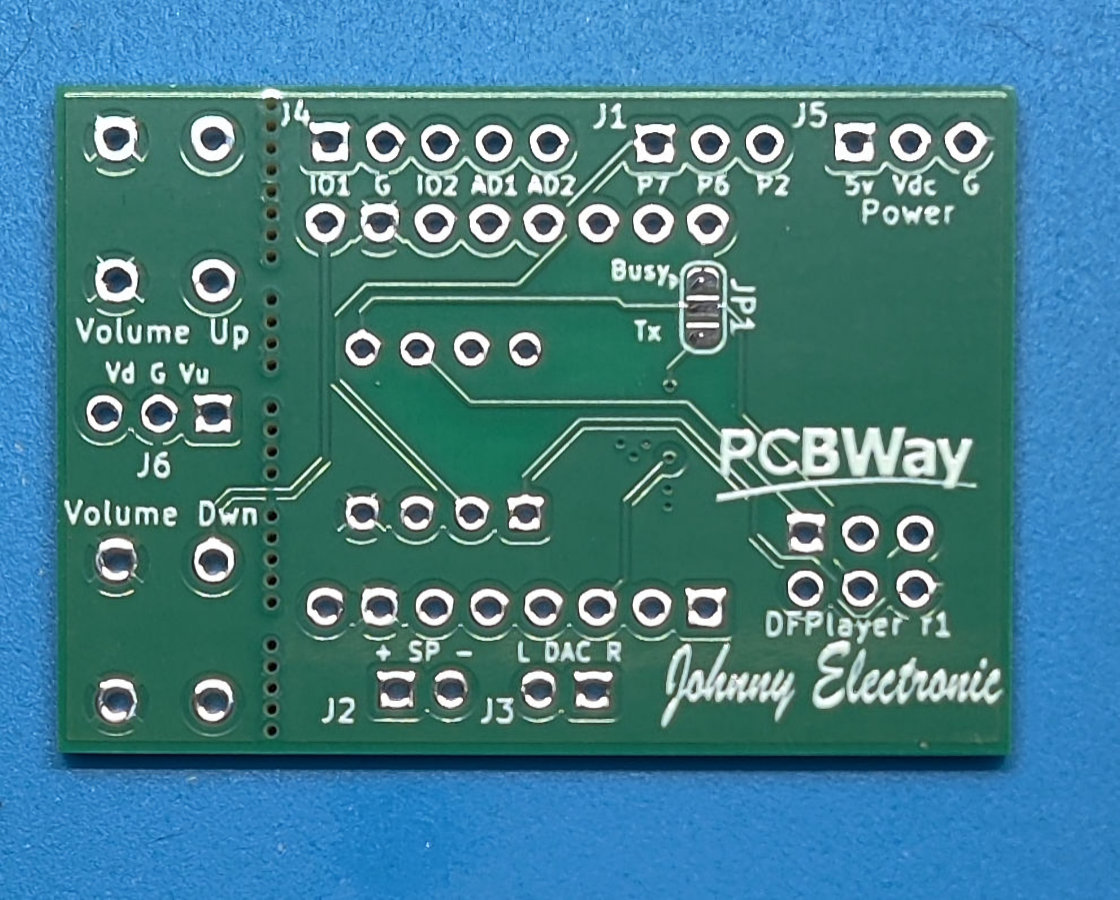 J4
J1
J5
IO1 G IO2 AD1 AD2
P7 P6 P2
5v Vdc G
Power
Busy
JP1
Tx
Volume Up
Vd G Vu
J6
PCBWay
Volume Dwn
DFPlayer r1
+ SP - L DAC R
J2
J3
Johnny Electronic